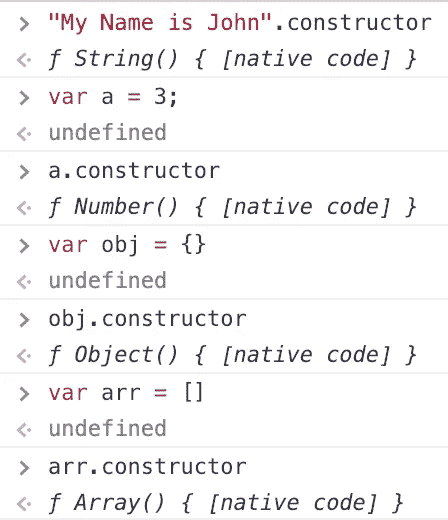 > "My Name is John".constructor
<· ƒ String() { [native code] }
> var a = 3;
<· undefined
> a.constructor
<· ƒ Number() { [native code] }
> var obj = {}
<· undefined
> obj.constructor
<· ƒ Object() { [native code] }
> var arr = []
<· undefined
> arr.constructor
<· ƒ Array() { [native code] }